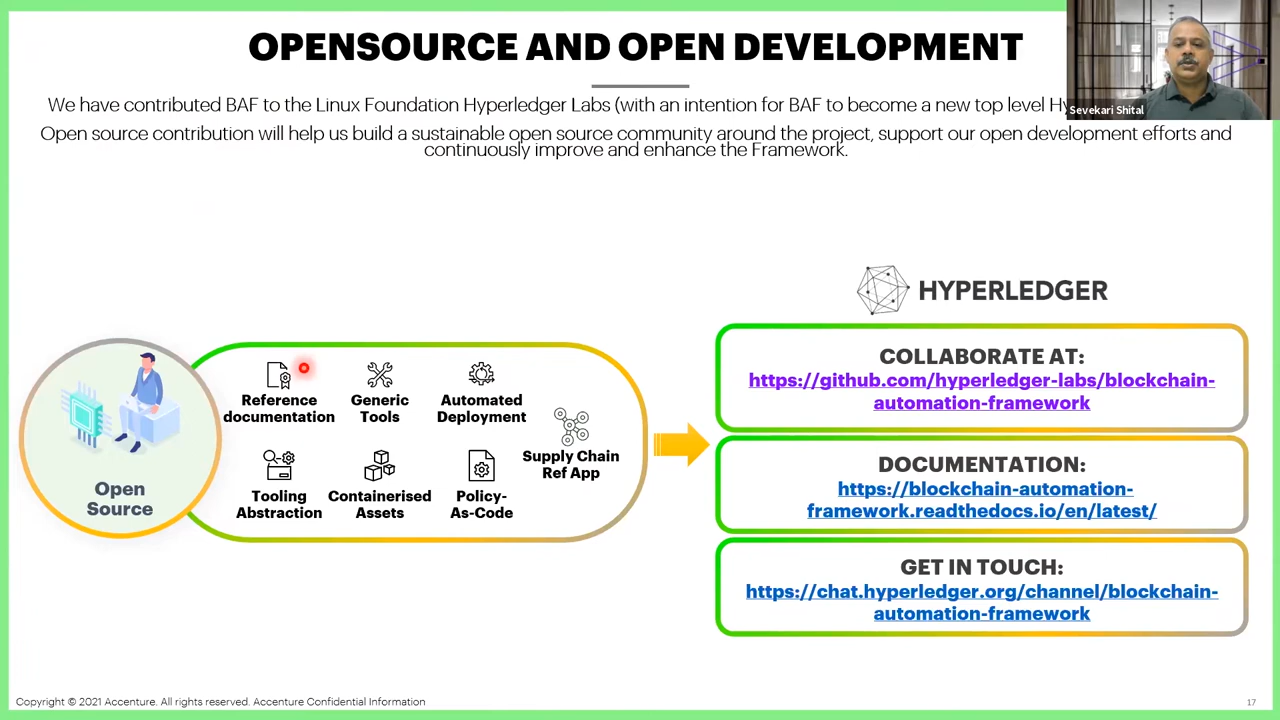 OPENSOURCE AND OPEN DEVELOPMENT
We have contributed BAF to the Linux Foundation Hyperledger Labs (with an intention for BAF to become a new top level
Sevekari Shital
Open source contribution will help us build a sustainable open source community around the project, support our open development efforts and
continuously improve and enhance the Framework.
HYPERLEDGER
Open
Source
Reference
documentation
Generic
Tools
Automated
Deployment
Supply Chain
Ref App
Tooling
Abstraction
Containerised
Assets
Policy-
As-Code
COLLABORATE AT:
https://github.com/hyperledger-labs/blockchain-
automation-framework
DOCUMENTATION:
https://blockchain-automation-
framework.readthedocs.io/en/latest/
GET IN TOUCH:
https://chat.hyperledger.org/channel/blockchain-
automation-framework
Copyright © 2021 Accenture. All rights reserved. Accenture Confidential Information
17